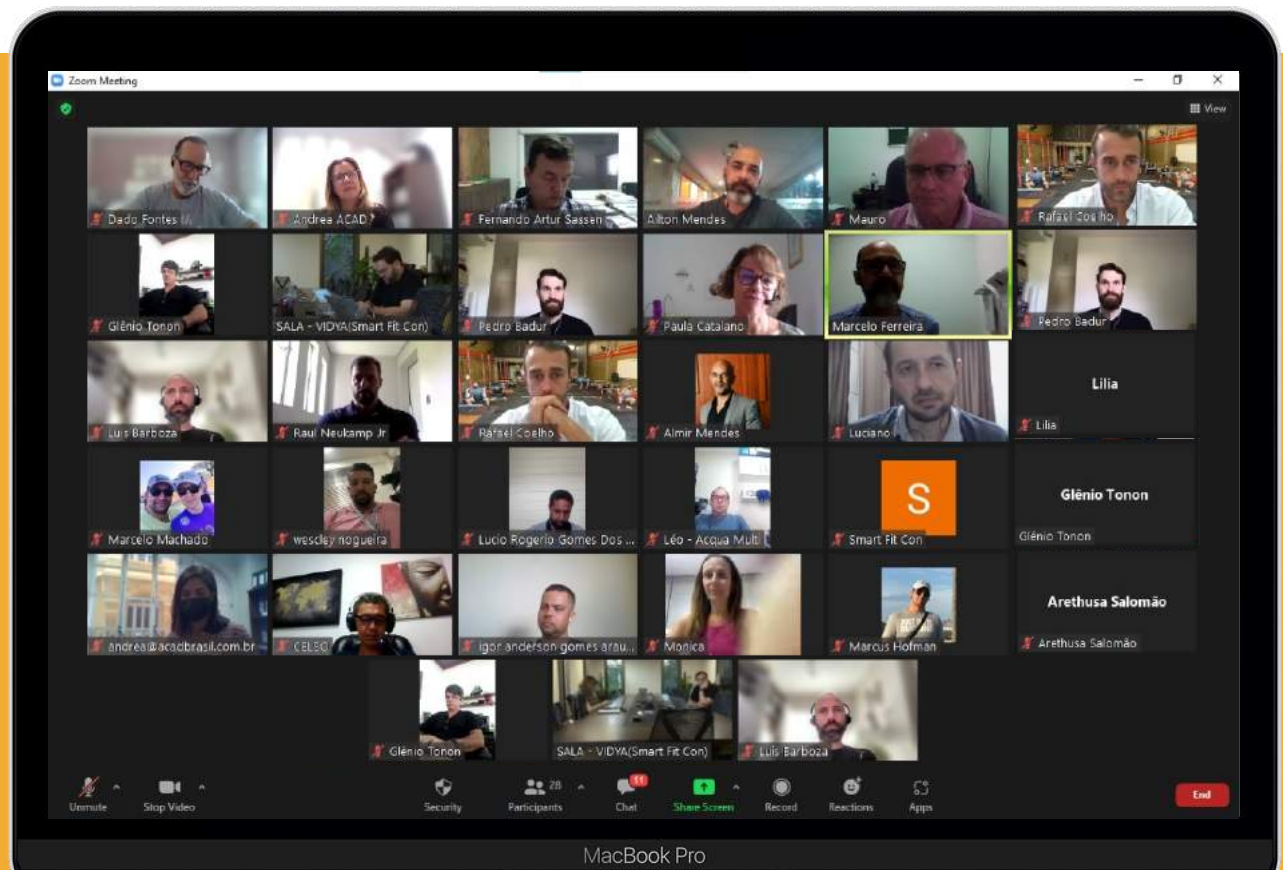 Zoom Meeting
View
Dado Fontes
Andrea ACAD
Fernando Artur Sassen
Ailton Mendes
Mauro
Rafael Coelho
Glênio Tonon
SALA - VIDYA(Smart Fit Con)
Pedro Badur
Paula Catalano
Marcelo Ferreira
Pedro Badur
Luis Barboza
Raul Neukamp Jr
Rafael Coelho
Almir Mendes
Luciano
Lilia
Lilia
Marcelo Machado
wescley nogueira
Lucio Rogerio Gomes Dos ...
Léo - Acqua Multi
S
Smart Fit Con
Glênio Tonon
Glênio Tonon
andrea@acadbrasil.com.br
CELSO
igor anderson gomes arau...
Monica
Marcus Hofman
Arethusa Salomão
Arethusa Salomão
Glênio Tonon
SALA - VIDYA(Smart Fit Con)
Luis Barboza
Unmute
Stop Video
Security
28
Participants
11
Chat
Share Screen
Record
Reactions
Apps
End
MacBook Pro